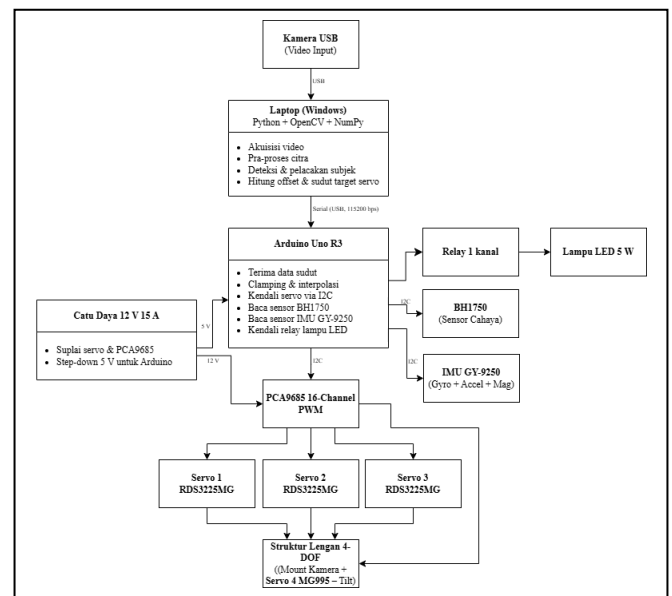 Kamera USB
(Video Input)
USB
Laptop (Windows)
Python + OpenCV + NumPy
• Akuisisi video
• Pra-proses citra
• Deteksi & pelacakan subjek
• Hitung offset & sudut target servo
Serial (USB, 115200 bps)
Arduino Uno R3
• Terima data sudut
• Clamping & interpolasi
• Kendali servo via I2C
• Baca sensor BH1750
• Baca sensor IMU GY-9250
• Kendali relay lampu LED
Relay 1 kanal
Lampu LED 5 W
I2C
BH1750
(Sensor Cahaya)
I2C
IMU GY-9250
(Gyro + Accel + Mag)
Catu Daya 12 V 15 A
• Suplai servo & PCA9685
• Step-down 5 V untuk Arduino
5 V
12 V
I2C
PCA9685 16-Channel
PWM
Servo 1
RDS3225MG
Servo 2
RDS3225MG
Servo 3
RDS3225MG
Struktur Lengan 4-
DOF
((Mount Kamera +
Servo 4 MG995 – Tilt)